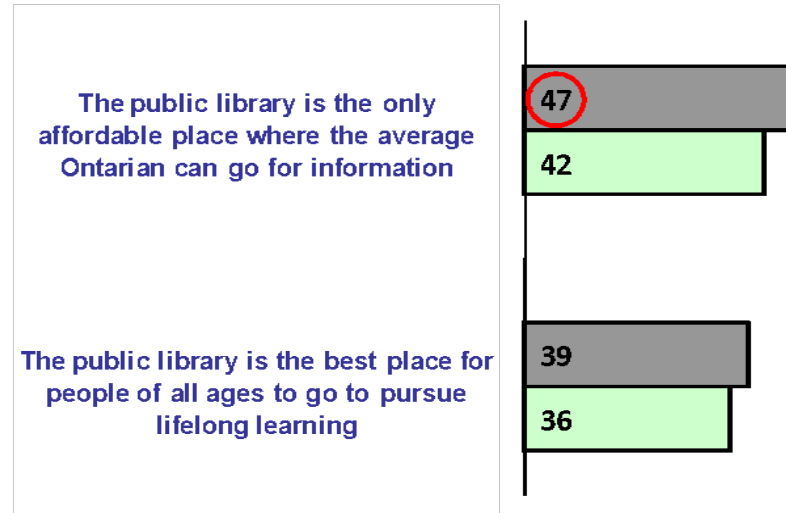 The public library is the only
affordable place where the average
Ontarian can go for information
47
42
The public library is the best place for
people of all ages to go to pursue
lifelong learning
39
36